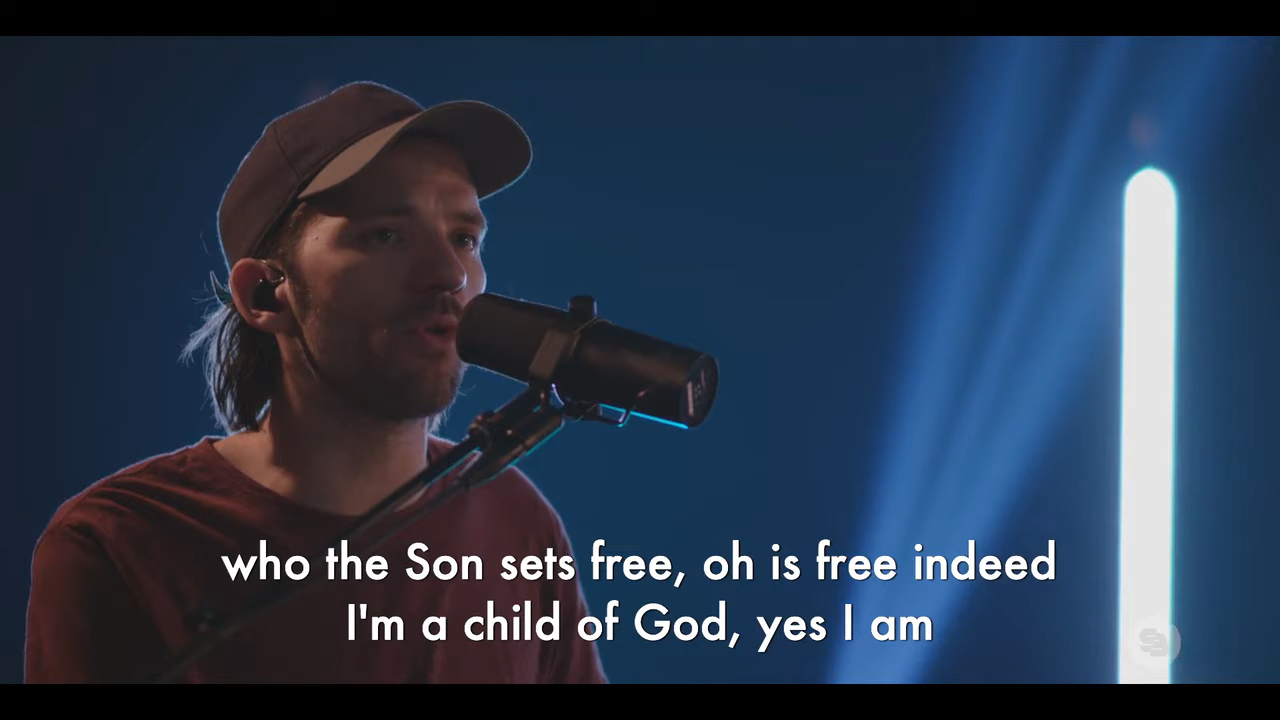 who the Son sets free, oh is free indeed
I'm a child of God, yes I am